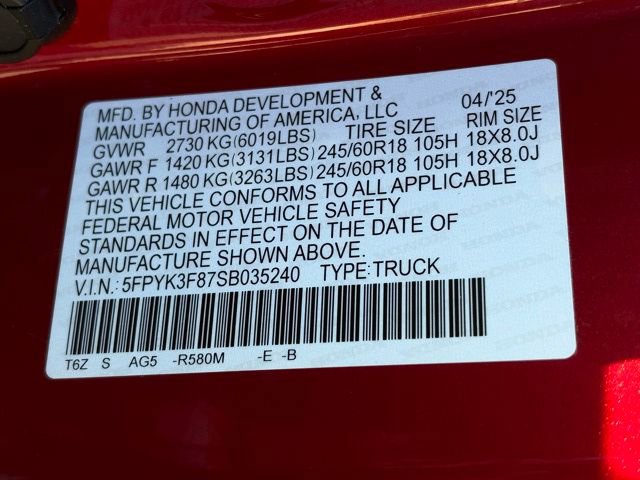 MFD. BY HONDA DEVELOPMENT & 04/'25
MANUFACTURING OF AMERICA, LLC
GVWR 2730 KG(6019LBS) TIRE SIZE RIM SIZE
GAWR F 1420 KG(3131LBS) 245/60R18 105H 18X8.0J
GAWR R 1480 KG(3263LBS) 245/60R18 105H 18X8.0J
THIS VEHICLE CONFORMS TO ALL APPLICABLE
FEDERAL MOTOR VEHICLE SAFETY
STANDARDS IN EFFECT ON THE DATE OF
MANUFACTURE SHOWN ABOVE.
V.I.N.: 5FPYK3F87SB035240 TYPE: TRUCK
T6Z S AG5 -R580M -E -B